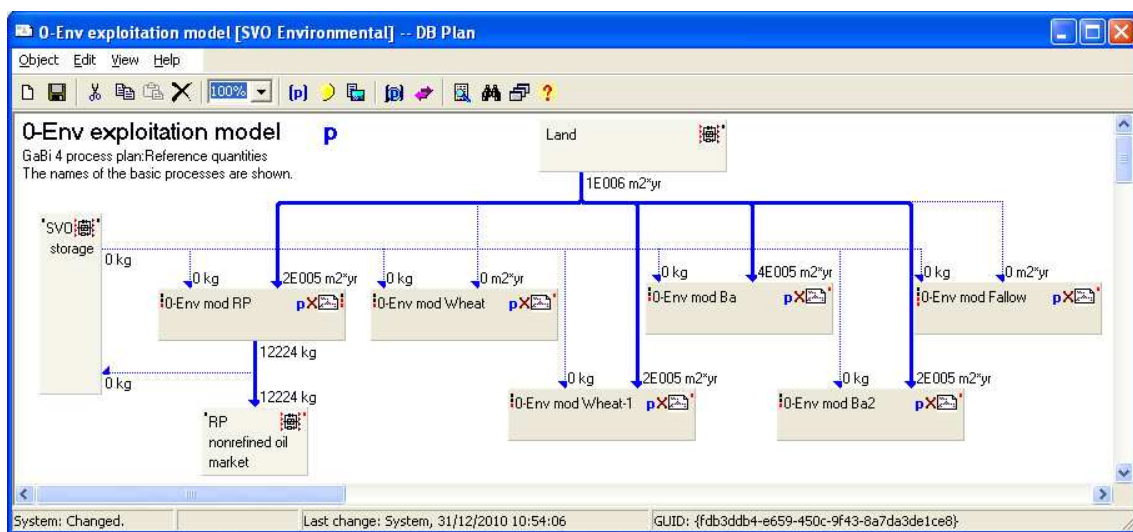 0-Env exploitation model [SVO Environmental] -- DB Plan
Object Edit View Help
100%
0-Env exploitation model p
GaBi 4 process plan:Reference quantities
The names of the basic processes are shown.
Land
1E006 m2*yr
SVO
storage
0 kg
0 kg
2E005 m2*yr
0 kg
0 m2*yr
0 kg
4E005 m2*yr
0 kg
0 m2*yr
0-Env mod RP pX
0-Env mod Wheat pX
0-Env mod Ba pX
0-Env mod Fallow pX
12224 kg
0 kg
12224 kg
0 kg
2E005 m2*yr
0 kg
2E005 m2*yr
0-Env mod Wheat-1 pX
0-Env mod Ba2 pX
RP
nonrefined oil
market
System: Changed.
Last change: System, 31/12/2010 10:54:06
GUID: {fdb3ddb4-e659-450c-9f43-8a7da3de1ce8}